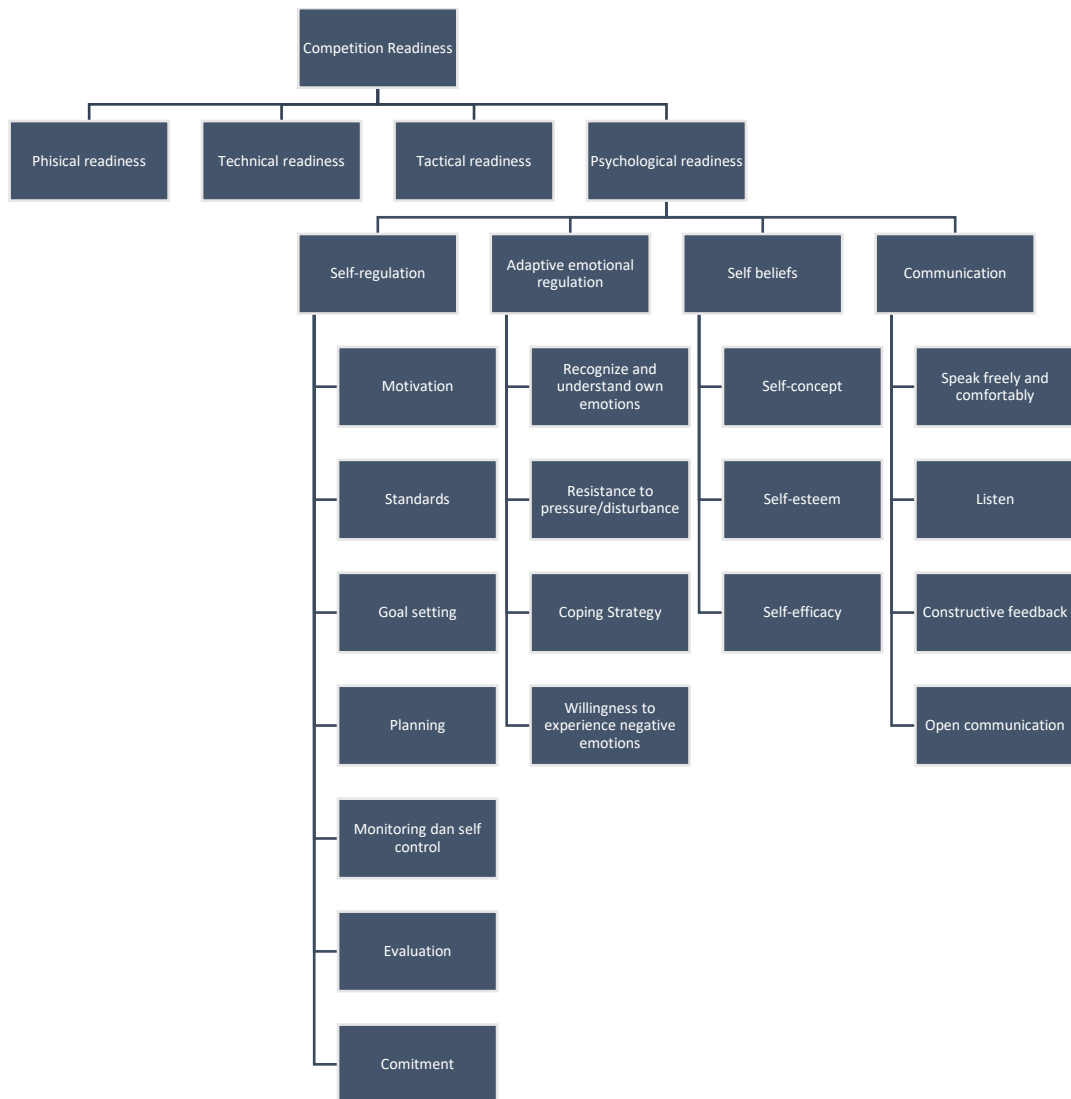 Competition Readiness
Phisical readiness
Technical readiness
Tactical readiness
Psychological readiness
Self-regulation
Adaptive emotional
regulation
Self beliefs
Communication
Motivation
Recognize and
understand own
emotions
Self-concept
Speak freely and
comfortably
Standards
Resistance to
pressure/disturbance
Self-esteem
Listen
Goal setting
Coping Strategy
Self-efficacy
Constructive feedback
Planning
Willingness to
experience negative
emotions
Open communication
Monitoring dan self
control
Evaluation
Comitment